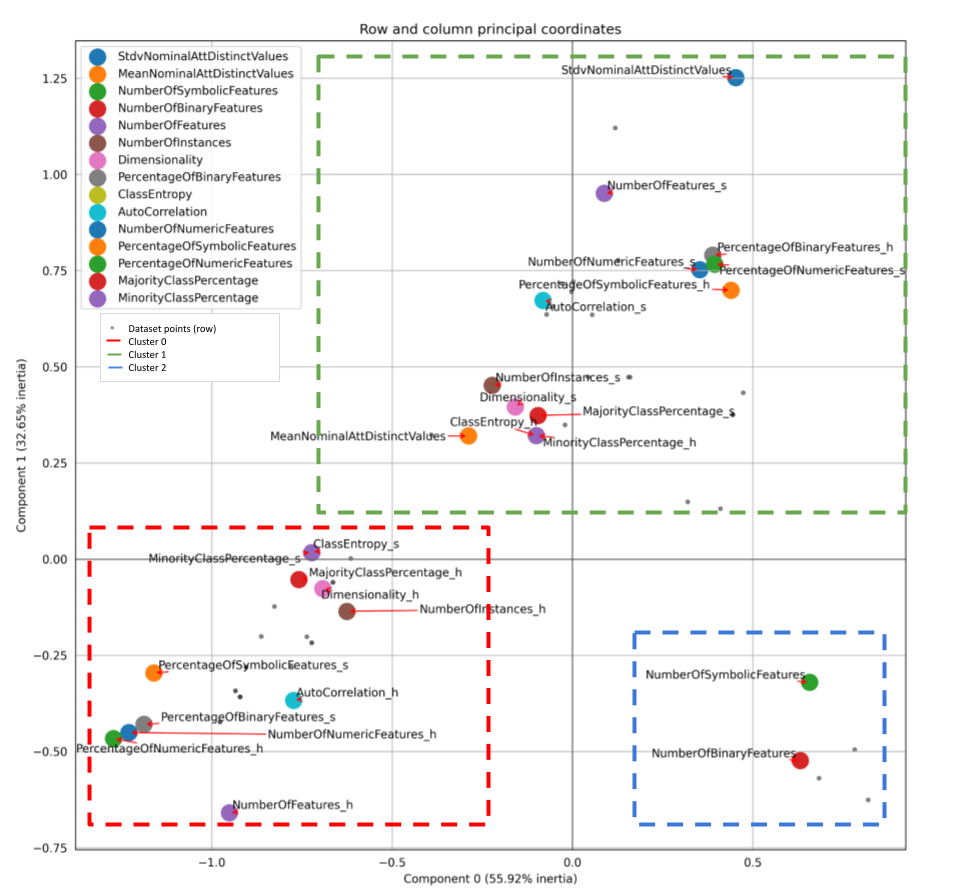 Row and column principal coordinates
StdvNominalAttDistinctValues
MeanNominalAttDistinctValues
NumberOfSymbolicFeatures
NumberOfBinaryFeatures
NumberOfFeatures
NumberOfInstances
Dimensionality
PercentageOfBinaryFeatures
ClassEntropy
AutoCorrelation
NumberOfNumericFeatures
PercentageOfSymbolicFeatures
PercentageOfNumericFeatures
MajorityClassPercentage
MinorityClassPercentage
Dataset points (row)
Cluster 0
Cluster 1
Cluster 2
StdvNominalAttDistinctValues
NumberOfFeatures_s
PercentageOfBinaryFeatures_h
NumberOfNumericFeatures_s
PercentageOfNumericFeatures_s
PercentageOfSymbolicFeatures_h
AutoCorrelation_s
NumberOfInstances_s
Dimensionality_s
MajorityClassPercentage_s
ClassEntropy_h
MeanNominalAttDistinctValues
MinorityClassPercentage_h
ClassEntropy_s
MinorityClassPercentage_s
MajorityClassPercentage_h
Dimensionality_h
NumberOfInstances_h
PercentageOfSymbolicFeatures_s
AutoCorrelation_h
PercentageOfBinaryFeatures_s
NumberOfNumericFeatures_h
PercentageOfNumericFeatures_h
NumberOfFeatures_h
NumberOfSymbolicFeatures
NumberOfBinaryFeatures
1.25
1.00
0.75
0.50
0.25
0.00
−0.25
−0.50
−0.75
Component 1 (32.65% inertia)
−1.0
−0.5
0.0
0.5
Component 0 (55.92% inertia)